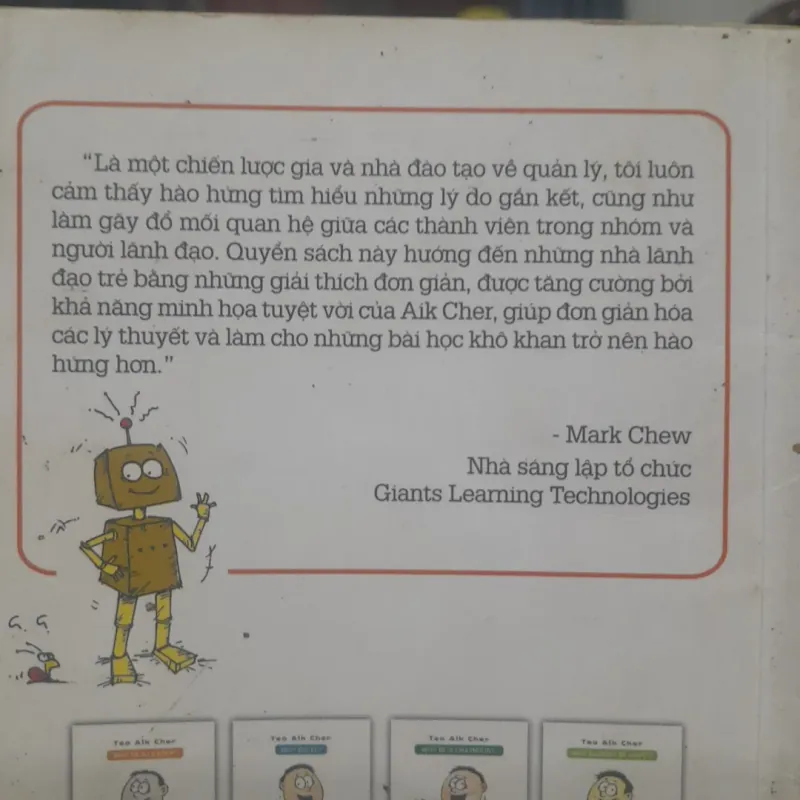 “Là một chiến lược gia và nhà đào tạo về quản lý, tôi luôn
cảm thấy hào hứng tìm hiểu những lý do gắn kết, cũng như
làm gãy đổ mối quan hệ giữa các thành viên trong nhóm và
người lãnh đạo. Quyển sách này hướng đến những nhà lãnh
đạo trẻ bằng những giải thích đơn giản, được tăng cường bởi
khả năng minh họa tuyệt vời của Aik Cher, giúp đơn giản hóa
các lý thuyết và làm cho những bài học khô khan trở nên hào
hứng hơn.”
- Mark Chew
Nhà sáng lập tổ chức
Giants Learning Technologies
Teo Aik Cher
Teo Aik Cher
Teo Aik Cher
Teo Aik Cher